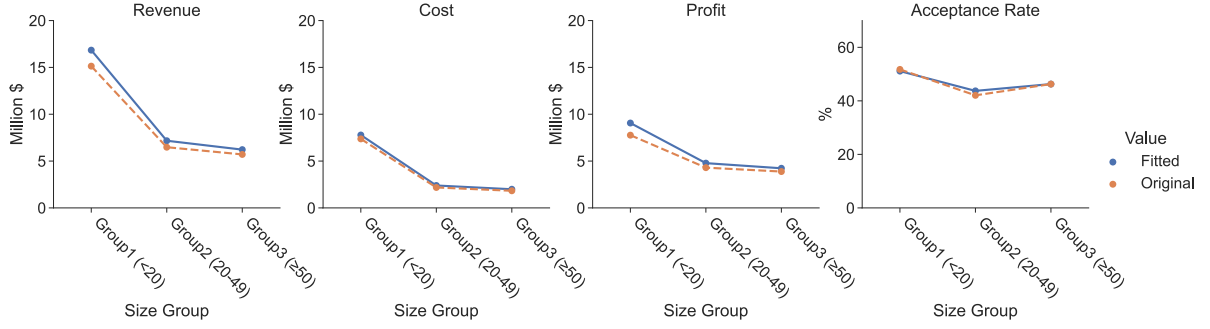 Revenue
20
15
10
5
0
Million $
Group1 (<20)
Group2 (20-49)
Group3 (≥50)
Size Group
Cost
20
15
10
5
0
Million $
Group1 (<20)
Group2 (20-49)
Group3 (≥50)
Size Group
Profit
20
15
10
5
0
Million $
Group1 (<20)
Group2 (20-49)
Group3 (≥50)
Size Group
Acceptance Rate
60
40
20
0
%
Group1 (<20)
Group2 (20-49)
Group3 (≥50)
Size Group
Value
Fitted
Original